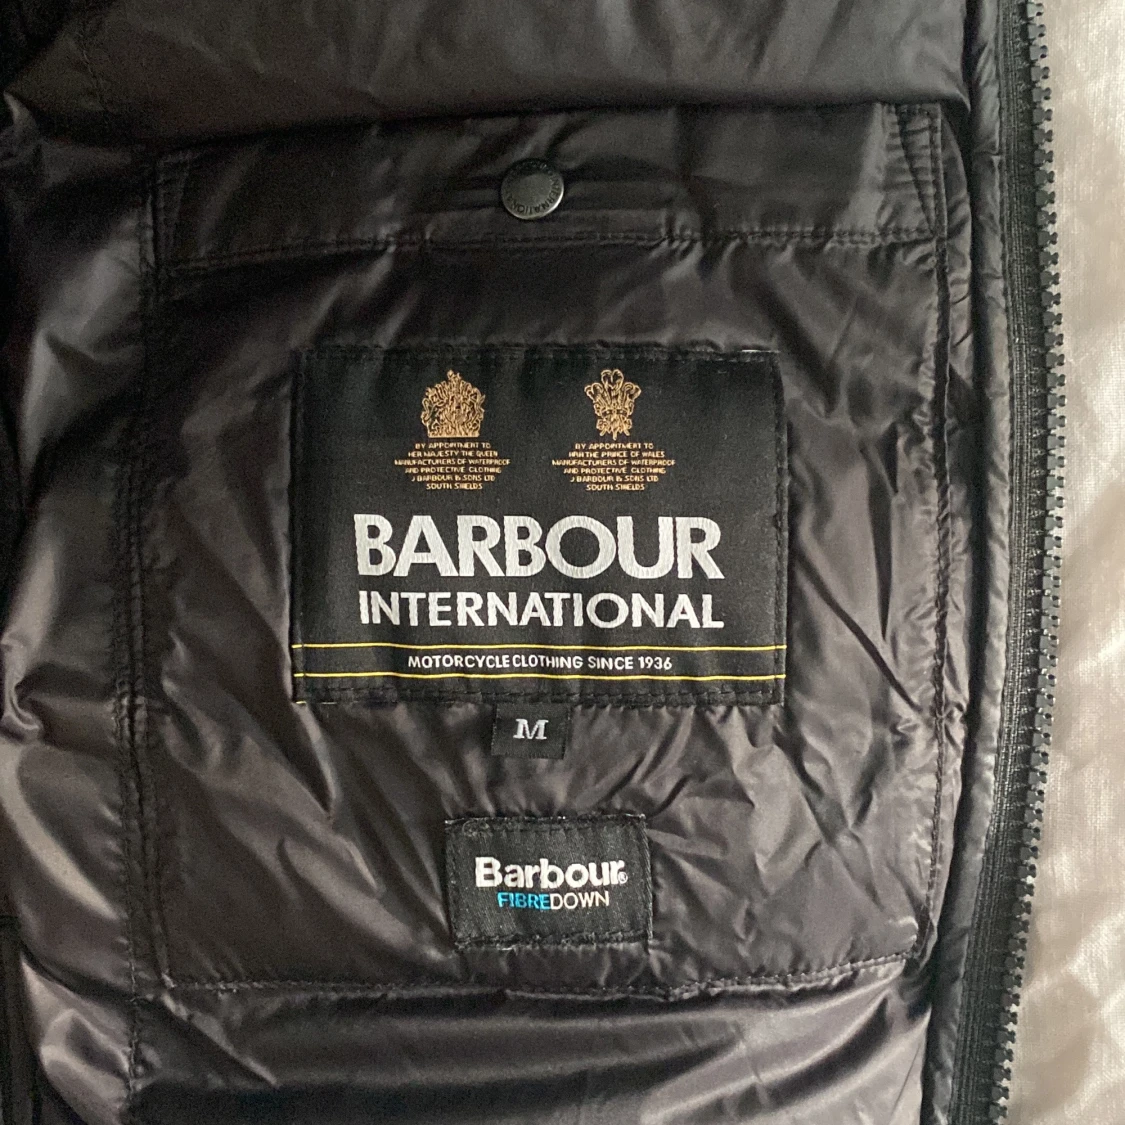 INTERNATIONAL
BY APPOINTMENT TO
HER MAJESTY THE QUEEN
MANUFACTURERS OF WATERPROOF
AND PROTECTIVE CLOTHING
J BARBOUR & SONS LTD
SOUTH SHIELDS
BY APPOINTMENT TO
HRH THE PRINCE OF WALES
MANUFACTURERS OF WATERPROOF
AND PROTECTIVE CLOTHING
J BARBOUR & SONS LTD
SOUTH SHIELDS
BARBOUR
INTERNATIONAL
MOTORCYCLE CLOTHING SINCE 1936
M
Barbour®
FIBREDOWN